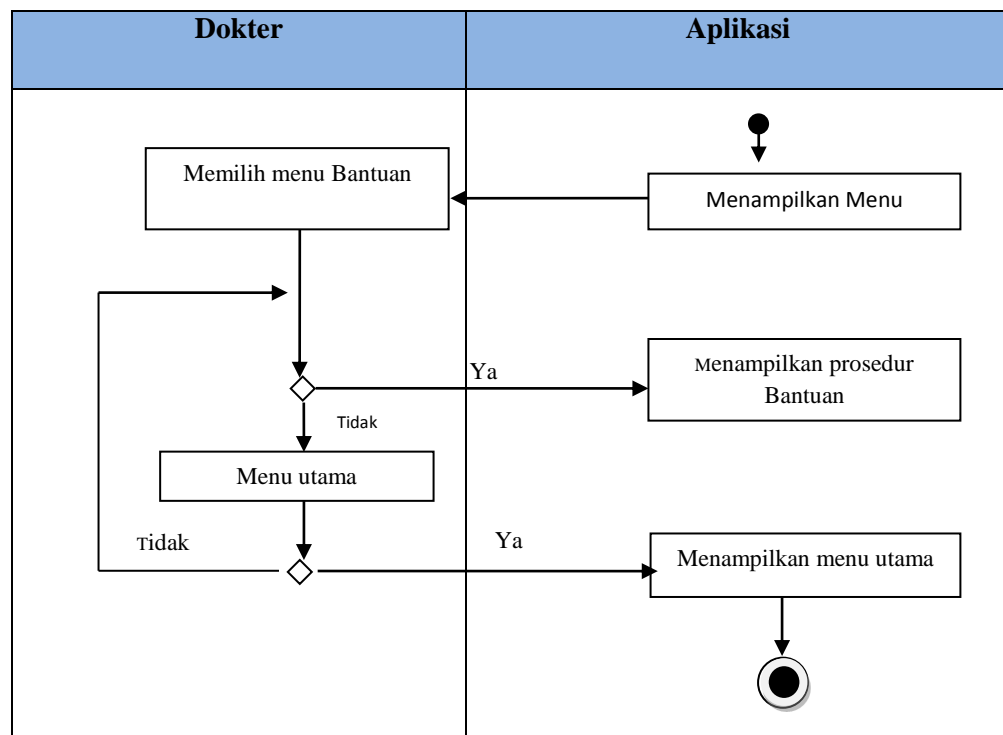 Dokter
Aplikasi
Memilih menu Bantuan
Menampilkan Menu
Ya
Menampilkan prosedur
Bantuan
Tidak
Menu utama
Tidak
Ya
Menampilkan menu utama